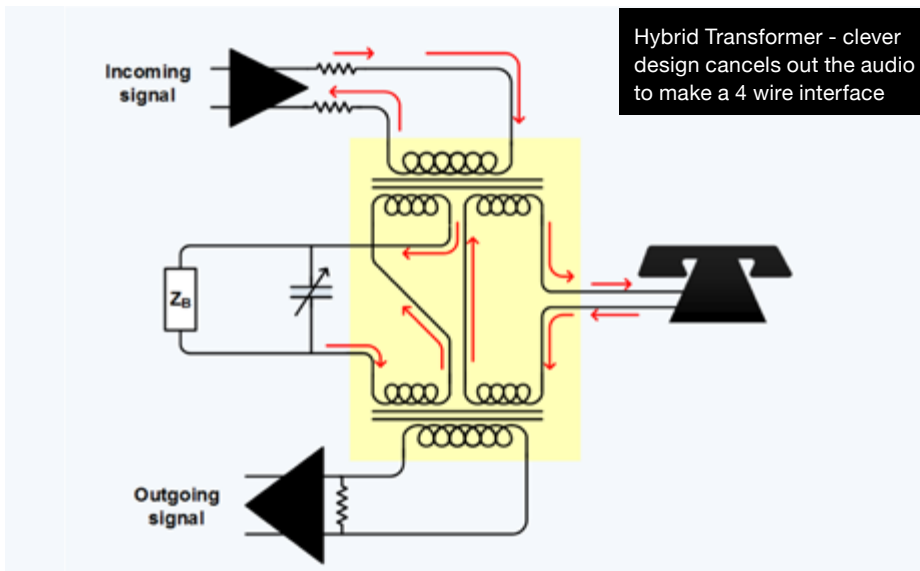 Hybrid Transformer - clever
design cancels out the audio
to make a 4 wire interface
Incoming
signal
ZB
Outgoing
signal